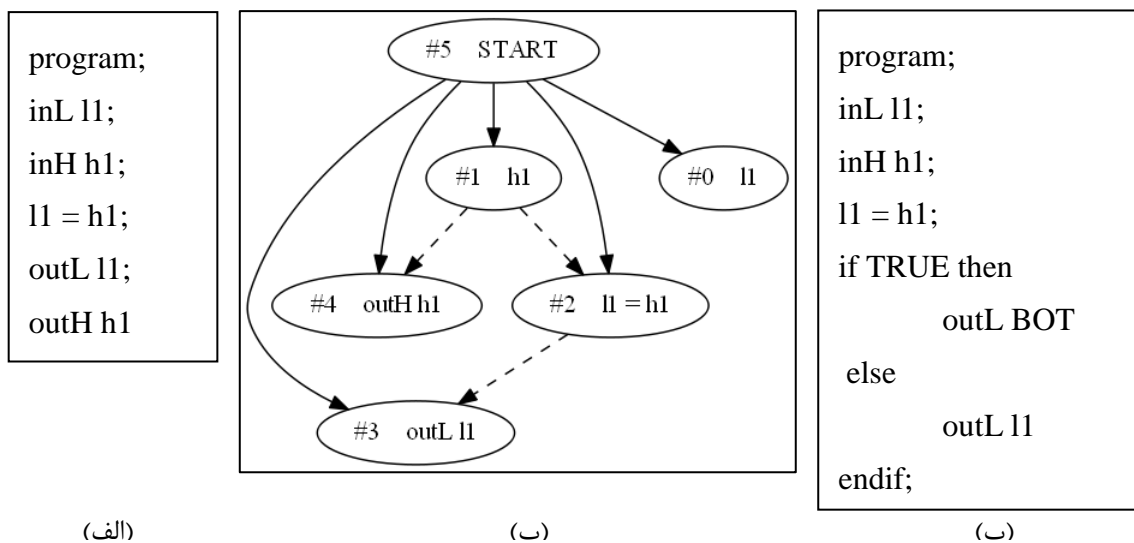 program;
inL l1;
inH h1;
l1 = h1;
outL l1;
outH h1
#5 START
#1 h1
#0 l1
#4 outH h1
#2 l1 = h1
#3 outL l1
program;
inL l1;
inH h1;
l1 = h1;
if TRUE then
outL BOT
else
outL l1
endif;
(الف)
(ب)
(ب)